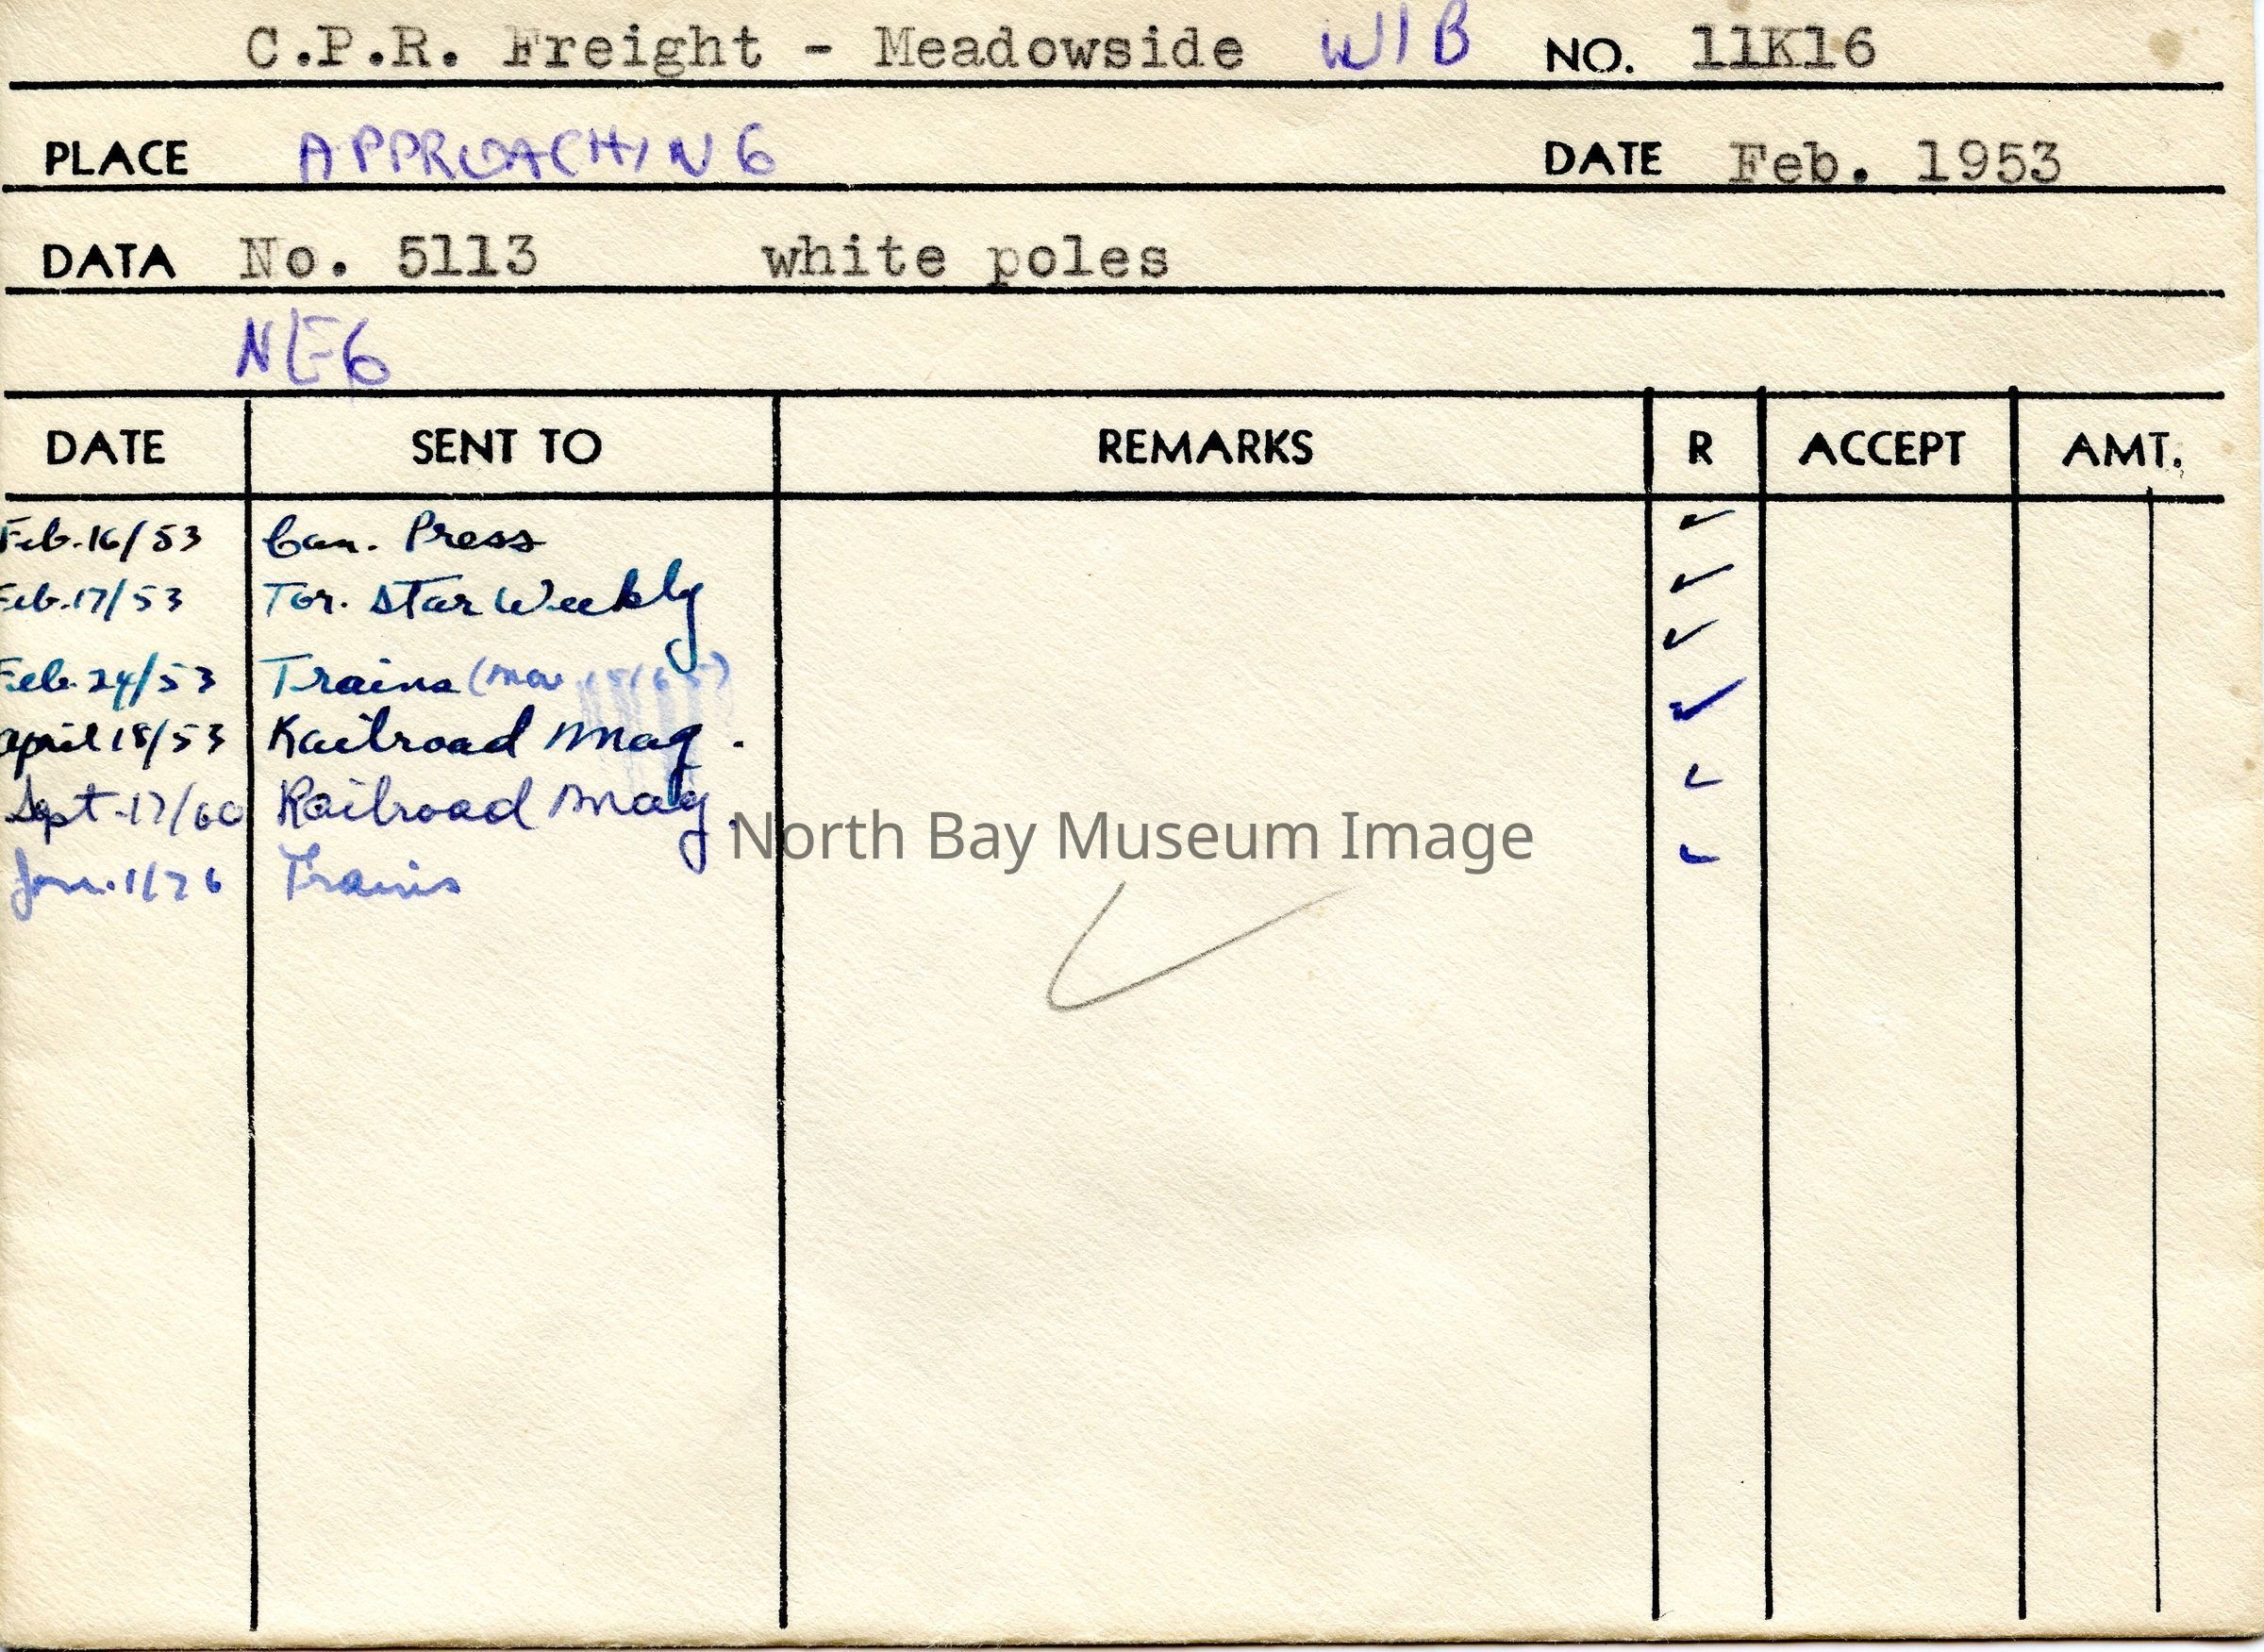 C.P.R. Freight - Meadowside W/B NO. 11K16
PLACE APPROACHING DATE Feb. 1953
DATA No. 5113 white poles
NEG
DATE SENT TO REMARKS R ACCEPT AMT.
Feb. 16/53 Can. Press ✓
Feb. 17/53 Tor. Star Weekly ✓
Feb. 24/53 Trains ✓
April 18/53 Railroad Mag. ✓
Sept. 17/60 Railroad Mag. ✓
Jan. 1/76 Trains ✓
North Bay Museum Image